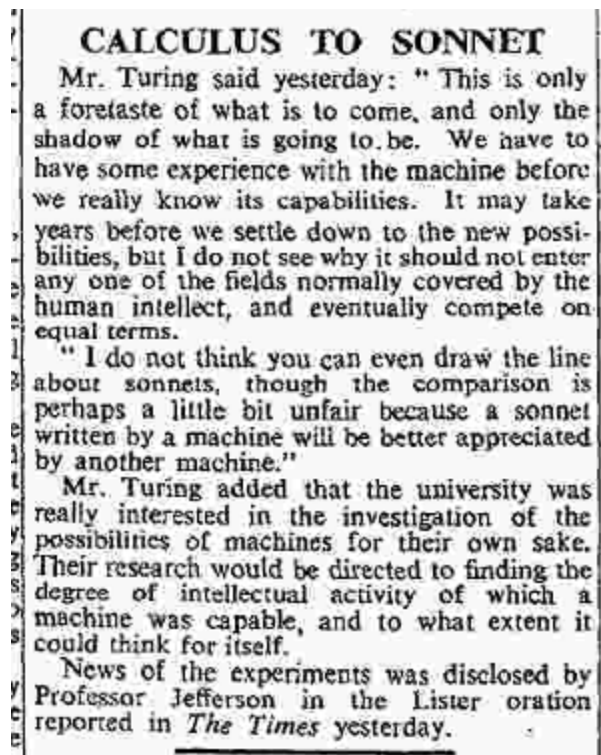 CALCULUS TO SONNET
Mr. Turing said yesterday: " This is only
a foretaste of what is to come, and only the
shadow of what is going to be. We have to
have some experience with the machine before
we really know its capabilities. It may take
years before we settle down to the new possi-
bilities, but I do not see why it should not enter
any one of the fields normally covered by the
human intellect, and eventually compete on
equal terms.
" I do not think you can even draw the line
about sonnets, though the comparison is
perhaps a little bit unfair because a sonnet
written by a machine will be better appreciated
by another machine."
Mr. Turing added that the university was
really interested in the investigation of the
possibilities of machines for their own sake.
Their research would be directed to finding the
degree of intellectual activity of which a
machine was capable, and to what extent it
could think for itself.
News of the experiments was disclosed by
Professor Jefferson in the Lister oration
reported in The Times yesterday.